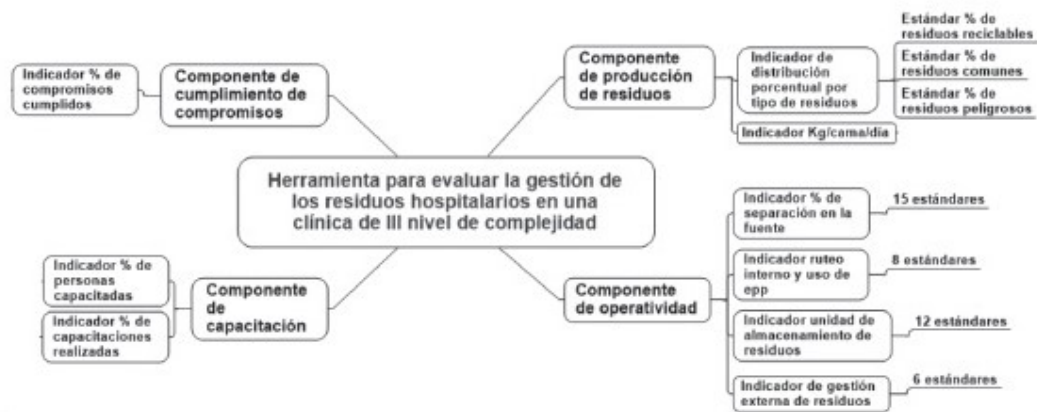 Indicador % de
compromisos
cumplidos
Componente de
cumplimiento de
compromisos
Componente
de producción
de residuos
Indicador de
distribución
porcentual por
tipo de residuos
Estándar % de
residuos reciclables
Estándar % de
residuos comunes
Estándar % de
residuos peligrosos
Indicador Kg/cama/día
Herramienta para evaluar la gestión de
los residuos hospitalarios en una
clínica de III nivel de complejidad
Indicador % de
personas
capacitadas
Indicador % de
capacitaciones
realizadas
Componente
de
capacitación
Componente
de operatividad
Indicador % de
separación en la
fuente
15 estándares
Indicador ruteo
interno y uso de
epp
8 estándares
Indicador unidad de
almacenamiento de
residuos
12 estándares
Indicador de gestión
externa de residuos
6 estándares